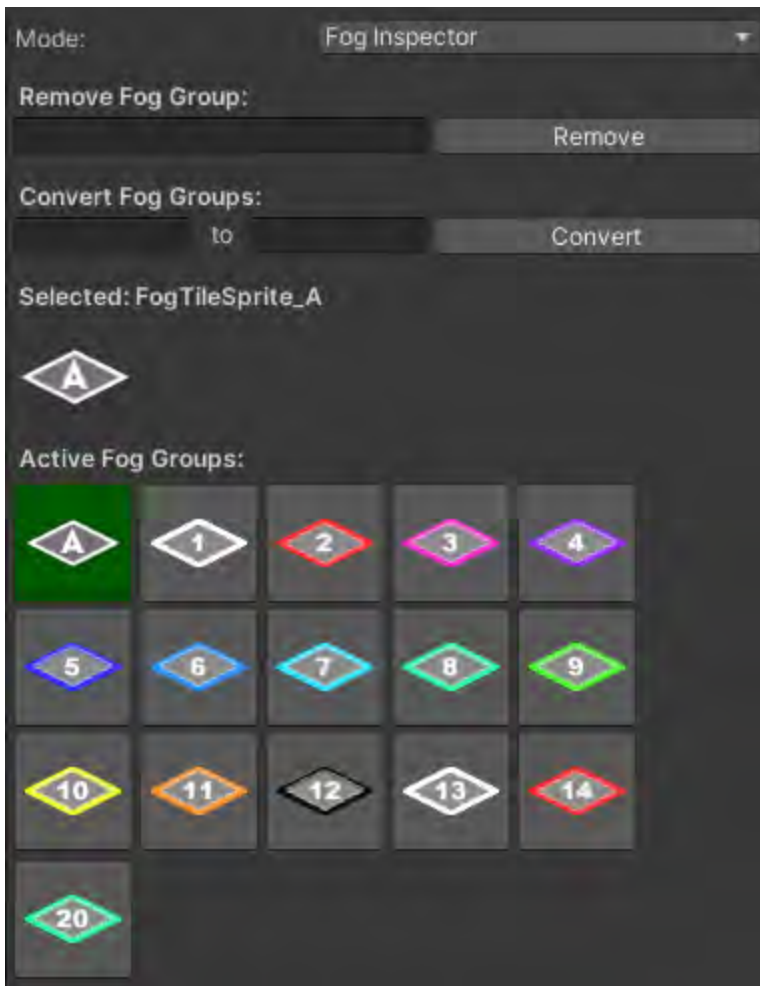 Mode: Fog Inspector
Remove Fog Group:
Remove
Convert Fog Groups:
to Convert
Selected: FogTileSprite_A
A
Active Fog Groups:
A 1 2 3 4
5 6 7 8 9
10 11 12 13 14
20